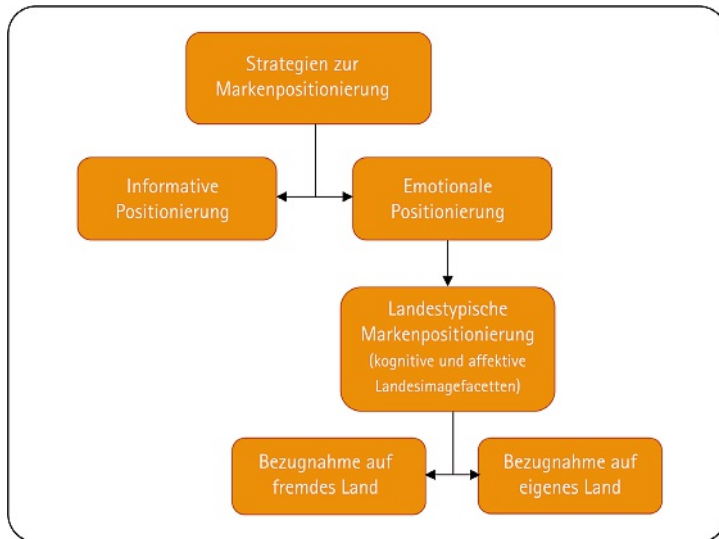 Strategien zur
Markenpositionierung
Informative
Positionierung
Emotionale
Positionierung
Landestypische
Markenpositionierung
(kognitive und affektive
Landesimagefacetten)
Bezugnahme auf
fremdes Land
Bezugnahme auf
eigenes Land